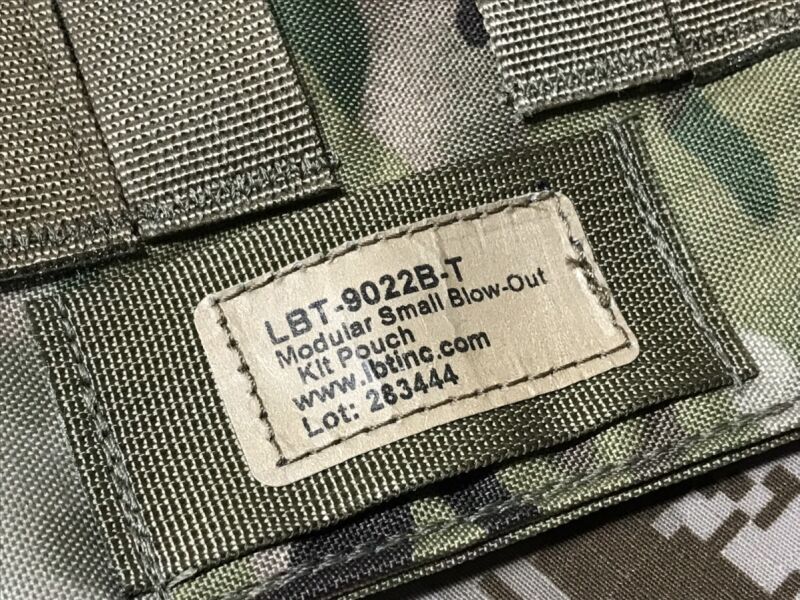 LBT-9022B-T
Modular Small Blow-Out
Kit Pouch
www.lbtinc.com
Lot: 283444